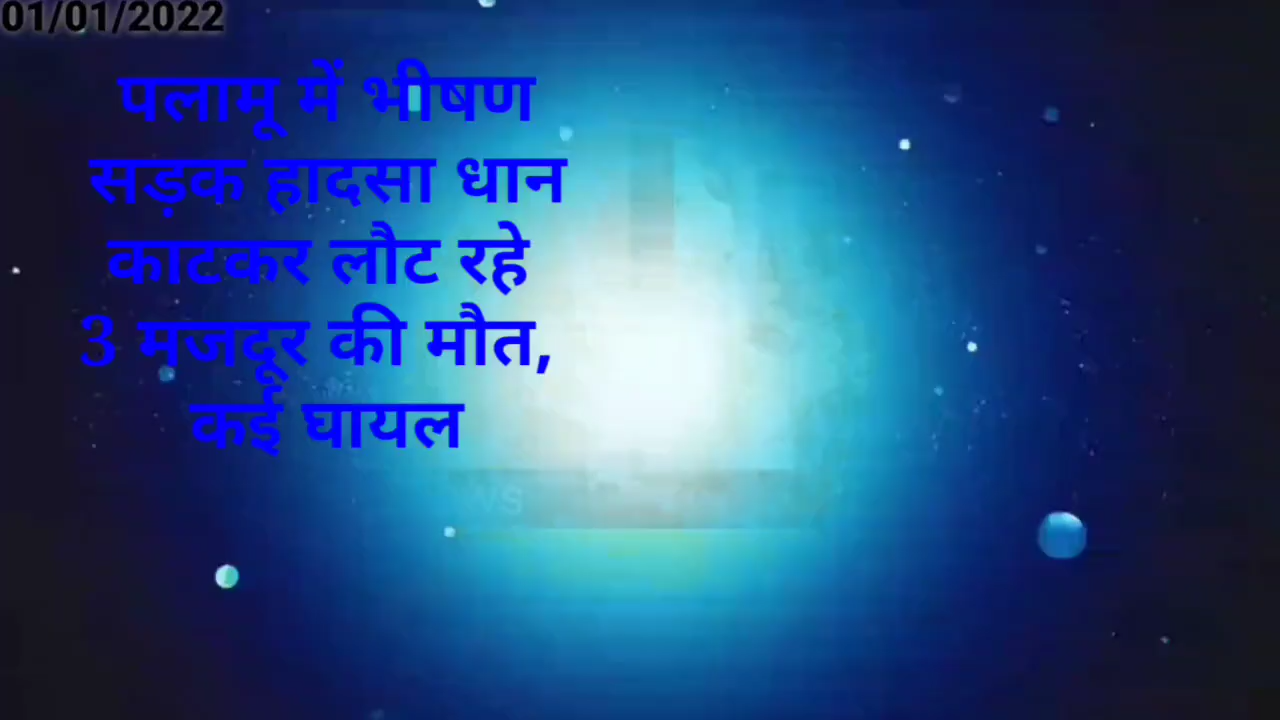 01/01/2022
पलामू में भीषण
सड़क हादसा धान
काटकर लौट रहे
3 मजदूर की मौत,
कई घायल